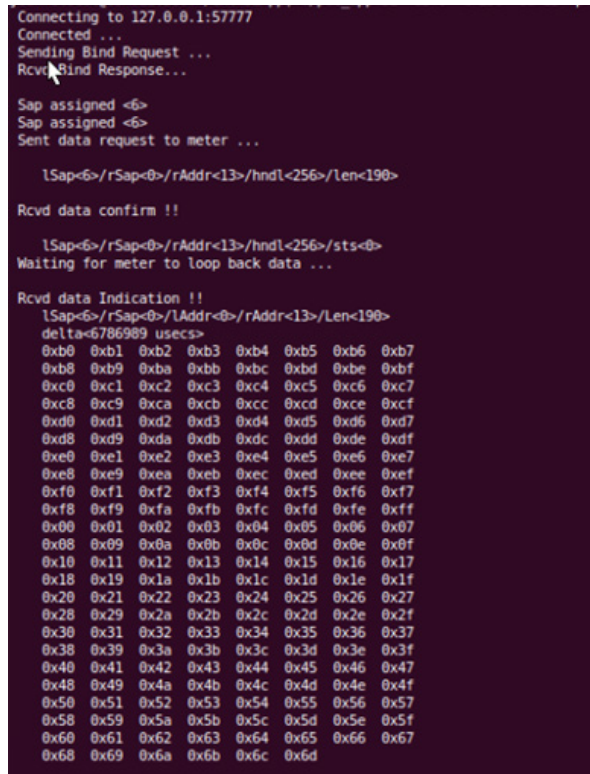 Connecting to 127.0.0.1:57777
Connected ...
Sending Bind Request ...
Rcvd Bind Response...
Sap assigned <6>
Sap assigned <6>
Sent data request to meter ...
lSap<6>/rSap<0>/rAddr<13>/hndl<256>/len<190>
Rcvd data confirm !!
lSap<6>/rSap<0>/rAddr<13>/hndl<256>/sts<0>
Waiting for meter to loop back data ...
Rcvd data Indication !!
lSap<6>/rSap<0>/lAddr<0>/rAddr<13>/Len<190>
delta<6786989 usecs>
0xb0 0xb1 0xb2 0xb3 0xb4 0xb5 0xb6 0xb7
0xb8 0xb9 0xba 0xbb 0xbc 0xbd 0xbe 0xbf
0xc0 0xc1 0xc2 0xc3 0xc4 0xc5 0xc6 0xc7
0xc8 0xc9 0xca 0xcb 0xcc 0xcd 0xce 0xcf
0xd0 0xd1 0xd2 0xd3 0xd4 0xd5 0xd6 0xd7
0xd8 0xd9 0xda 0xdb 0xdc 0xdd 0xde 0xdf
0xe0 0xe1 0xe2 0xe3 0xe4 0xe5 0xe6 0xe7
0xe8 0xe9 0xea 0xeb 0xec 0xed 0xee 0xef
0xf0 0xf1 0xf2 0xf3 0xf4 0xf5 0xf6 0xf7
0xf8 0xf9 0xfa 0xfb 0xfc 0xfd 0xfe 0xff
0x00 0x01 0x02 0x03 0x04 0x05 0x06 0x07
0x08 0x09 0x0a 0x0b 0x0c 0x0d 0x0e 0x0f
0x10 0x11 0x12 0x13 0x14 0x15 0x16 0x17
0x18 0x19 0x1a 0x1b 0x1c 0x1d 0x1e 0x1f
0x20 0x21 0x22 0x23 0x24 0x25 0x26 0x27
0x28 0x29 0x2a 0x2b 0x2c 0x2d 0x2e 0x2f
0x30 0x31 0x32 0x33 0x34 0x35 0x36 0x37
0x38 0x39 0x3a 0x3b 0x3c 0x3d 0x3e 0x3f
0x40 0x41 0x42 0x43 0x44 0x45 0x46 0x47
0x48 0x49 0x4a 0x4b 0x4c 0x4d 0x4e 0x4f
0x50 0x51 0x52 0x53 0x54 0x55 0x56 0x57
0x58 0x59 0x5a 0x5b 0x5c 0x5d 0x5e 0x5f
0x60 0x61 0x62 0x63 0x64 0x65 0x66 0x67
0x68 0x69 0x6a 0x6b 0x6c 0x6d